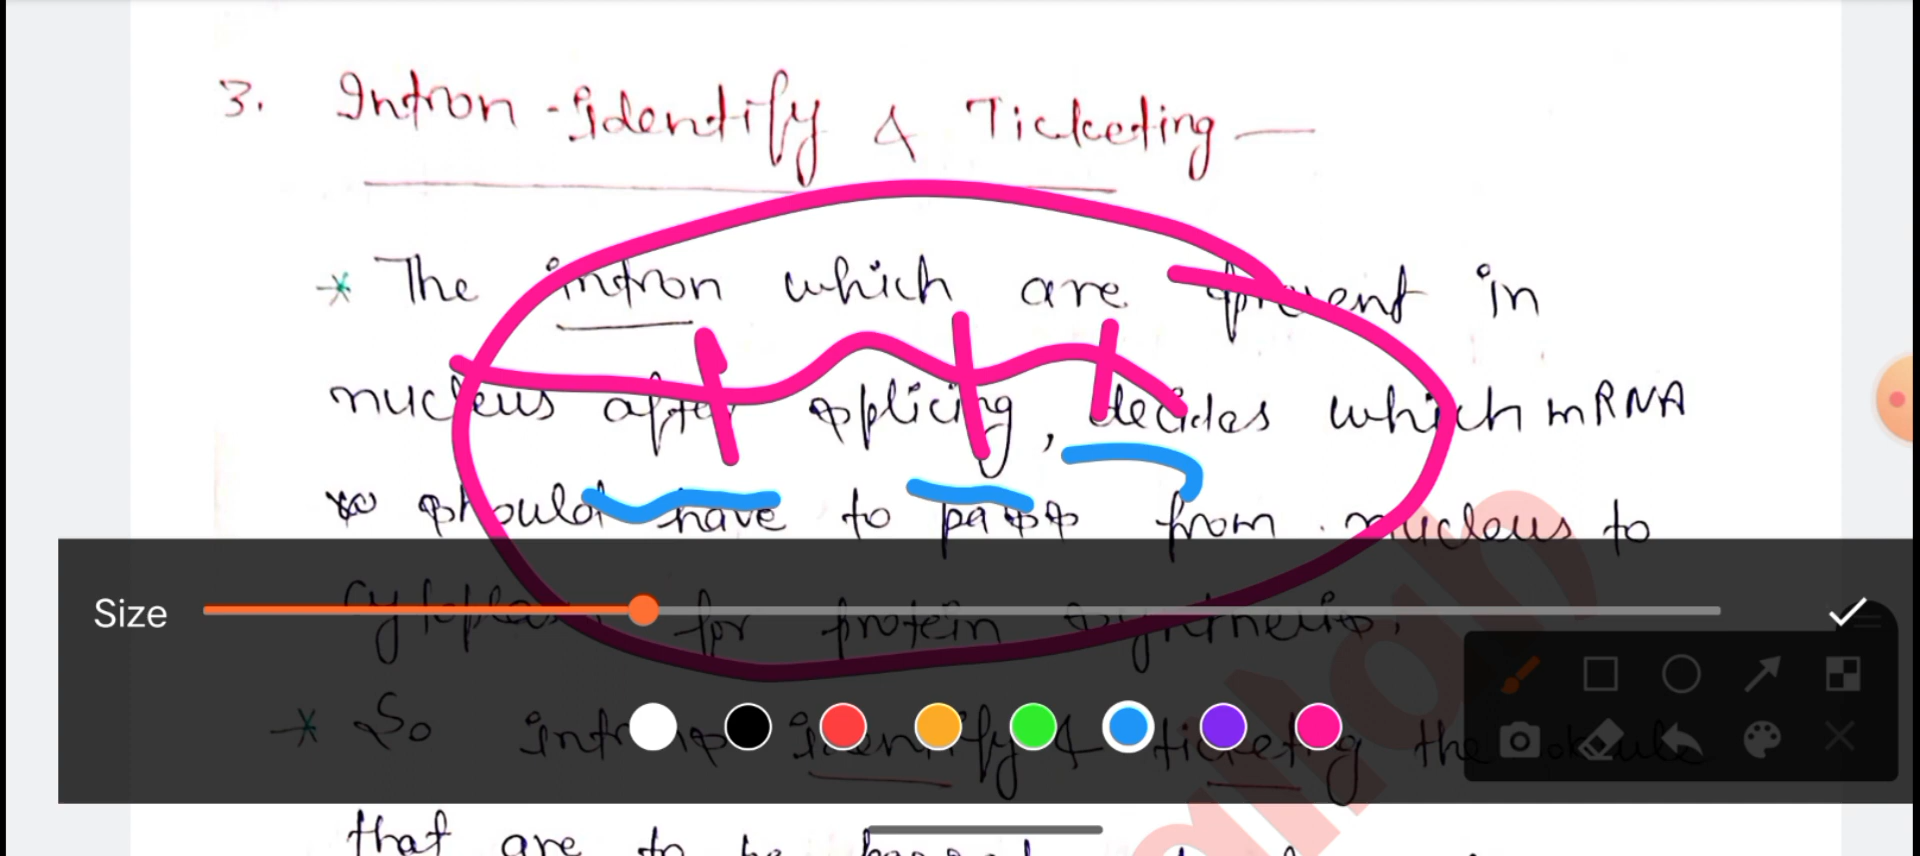 3. Intron - Identify & Ticketing —
* The intron which are present in
nucleus after splicing, decides which mRNA
should have to pass from nucleus to
cytoplasm for protein synthesis.
Size
* So introns identify & ticketing the
that are to be